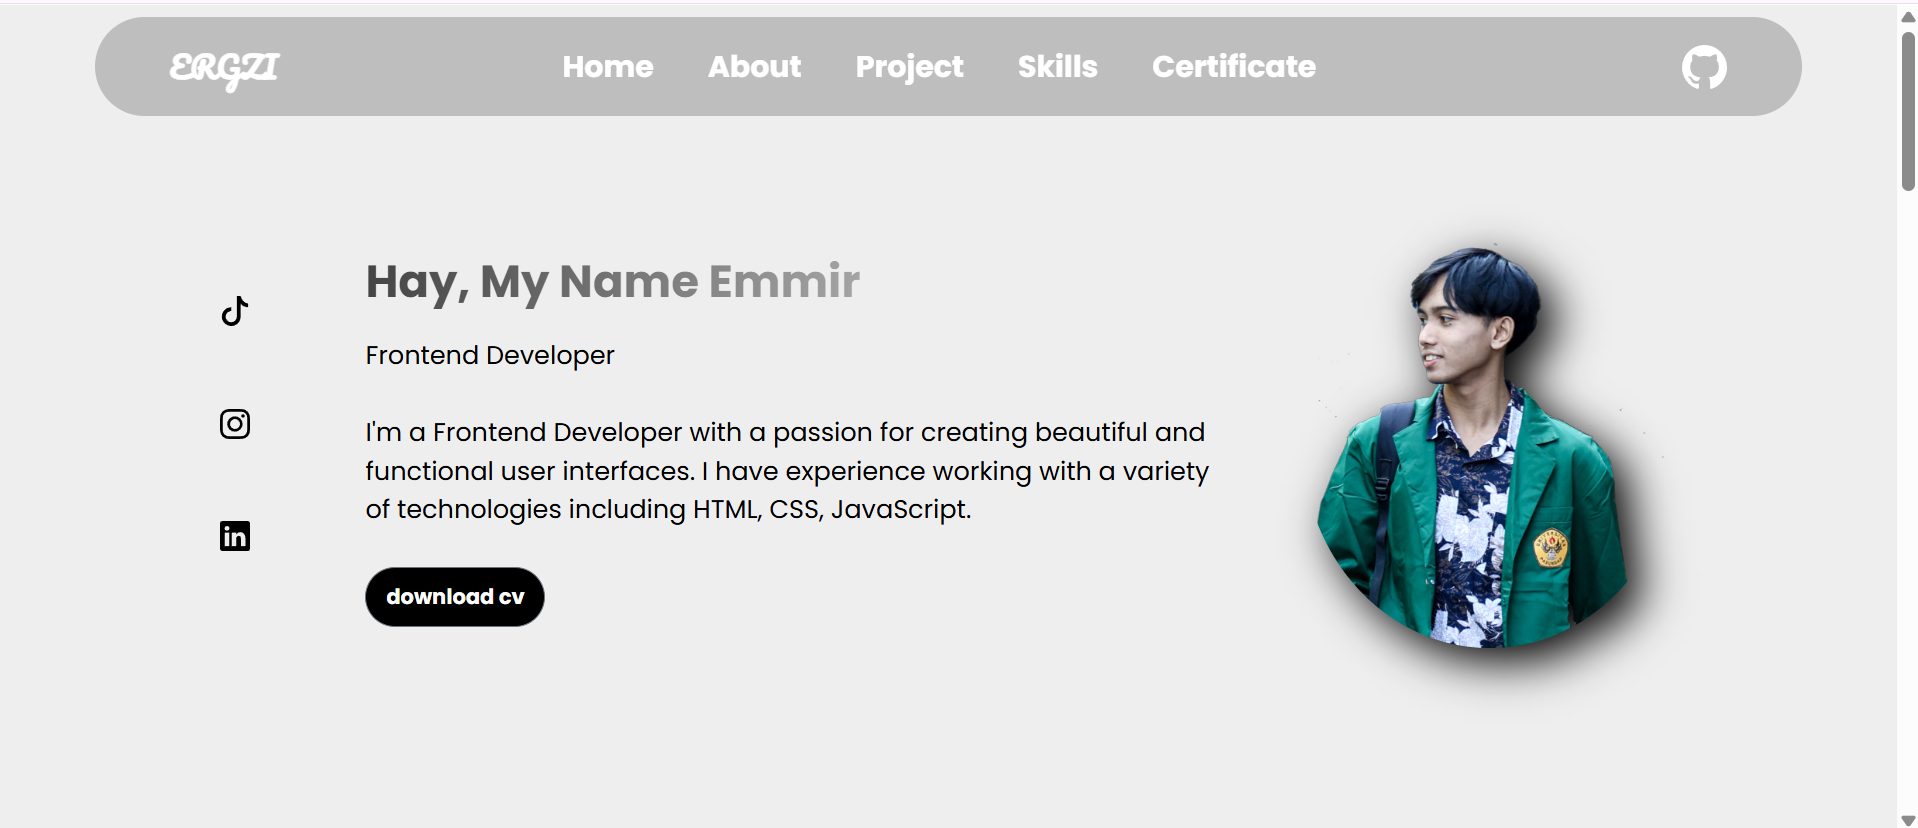 ERGZI
Home About Project Skills Certificate
Hay, My Name Emmir
Frontend Developer
I'm a Frontend Developer with a passion for creating beautiful and
functional user interfaces. I have experience working with a variety
of technologies including HTML, CSS, JavaScript.
download cv
in